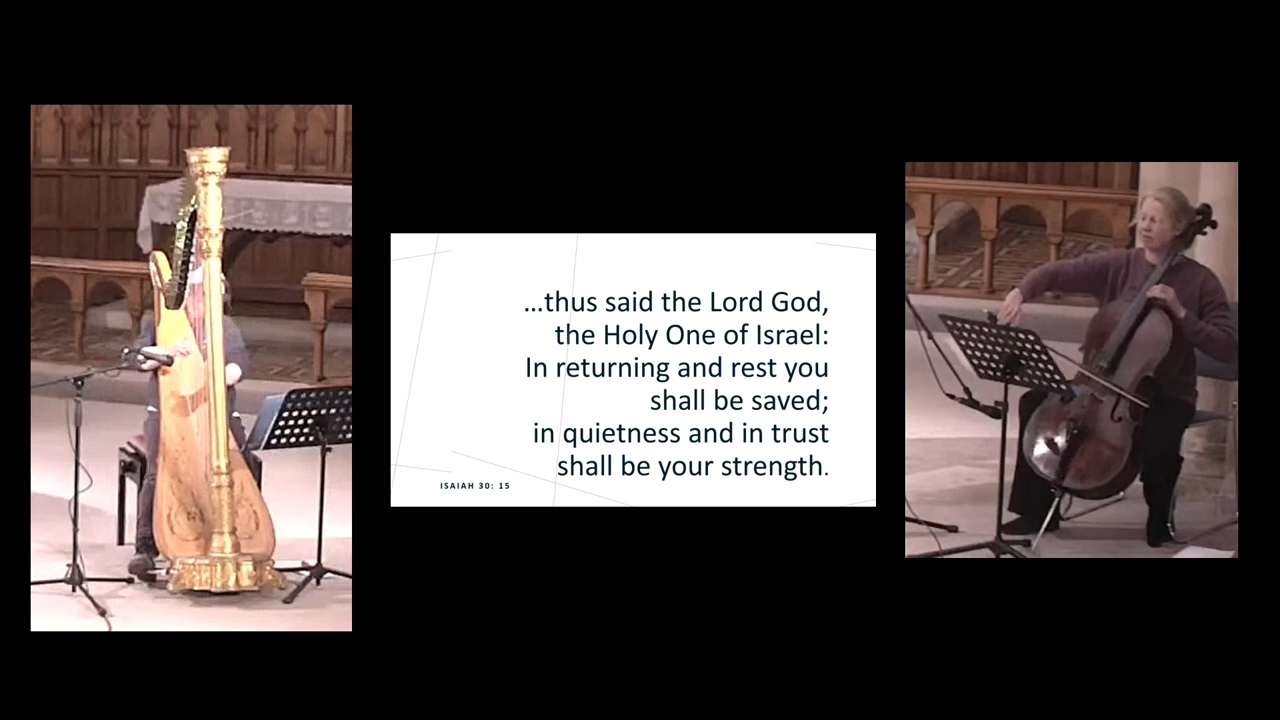 ...thus said the Lord God,
the Holy One of Israel:
In returning and rest you
shall be saved;
in quietness and in trust
shall be your strength.
ISAIAH 30: 15